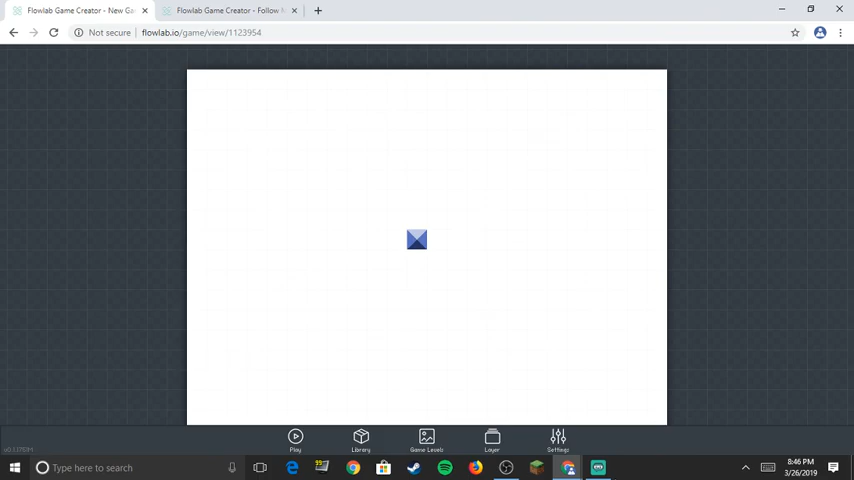 Flowlab Game Creator - New Ga
Flowlab Game Creator - Follow M
Not secure
flowlab.io/game/view/1123954
Play
Library
Game Levels
Layer
Settings
Type here to search
99
8:46 PM
3/26/2019